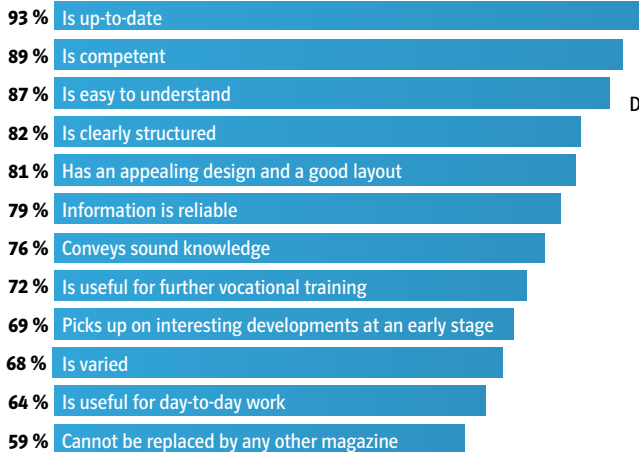 93 % Is up-to-date
89 % Is competent
87 % Is easy to understand
D
82 % Is clearly structured
81 % Has an appealing design and a good layout
79 % Information is reliable
76 % Conveys sound knowledge
72 % Is useful for further vocational training
69 % Picks up on interesting developments at an early stage
68 % Is varied
64 % Is useful for day-to-day work
59 % Cannot be replaced by any other magazine